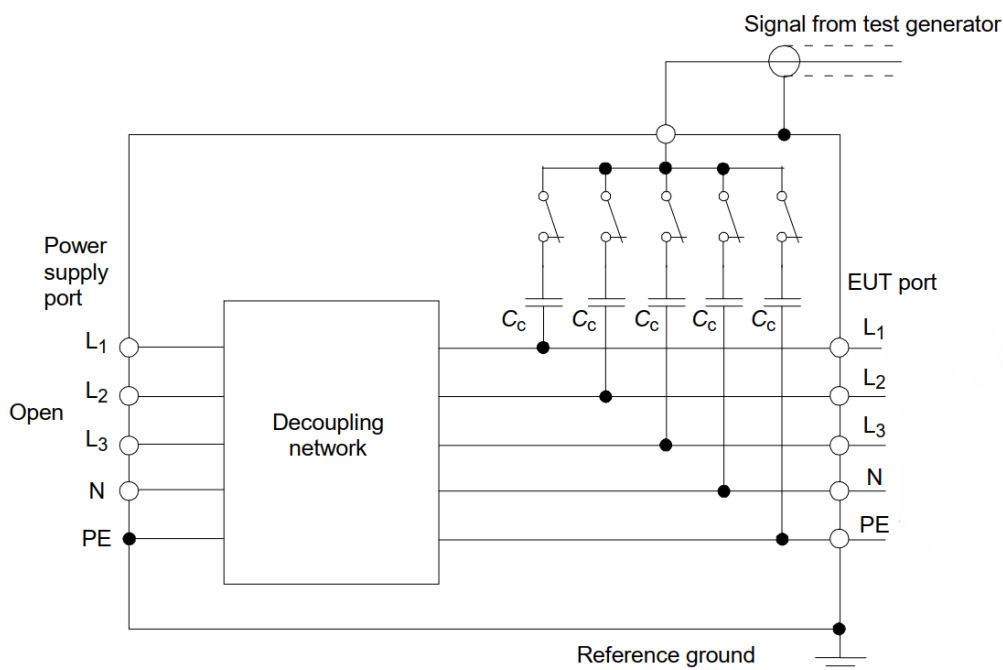 Signal from test generator
Power
supply
port
EUT port
Cc Cc Cc Cc Cc
L1
L1
L2
L2
Open
Decoupling
network
L3
L3
N
N
PE
PE
Reference ground